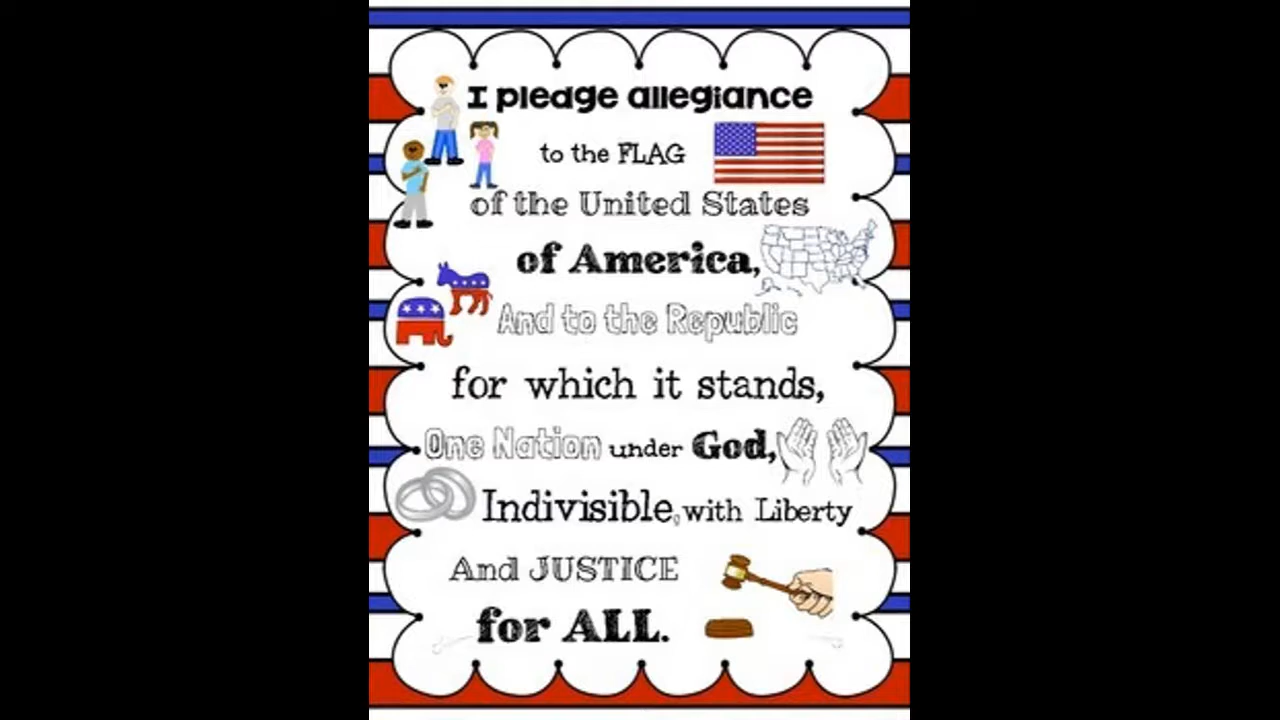 I pledge allegiance
to the FLAG
of the United States
of America,
And to the Republic
for which it stands,
One Nation under God,
Indivisible, with Liberty
And JUSTICE
for ALL.